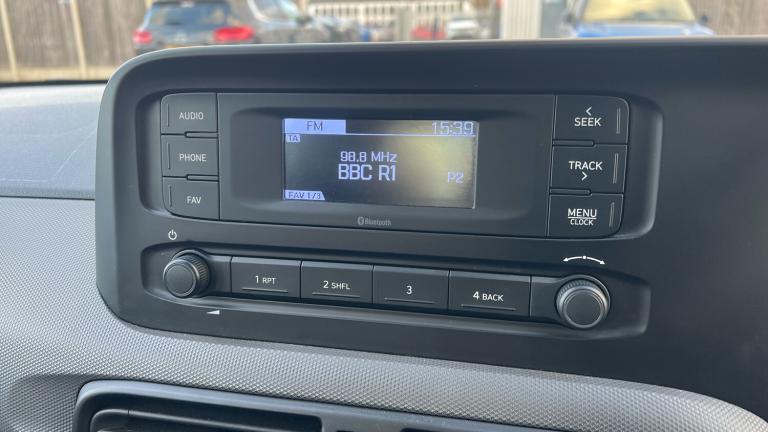 AUDIO
PHONE
FAV
FM 15:39
TA
98.8 MHz
BBC R1
P2
FAV 1/3
Bluetooth
< SEEK
TRACK >
MENU
CLOCK
1 RPT
2 SHFL
3
4 BACK